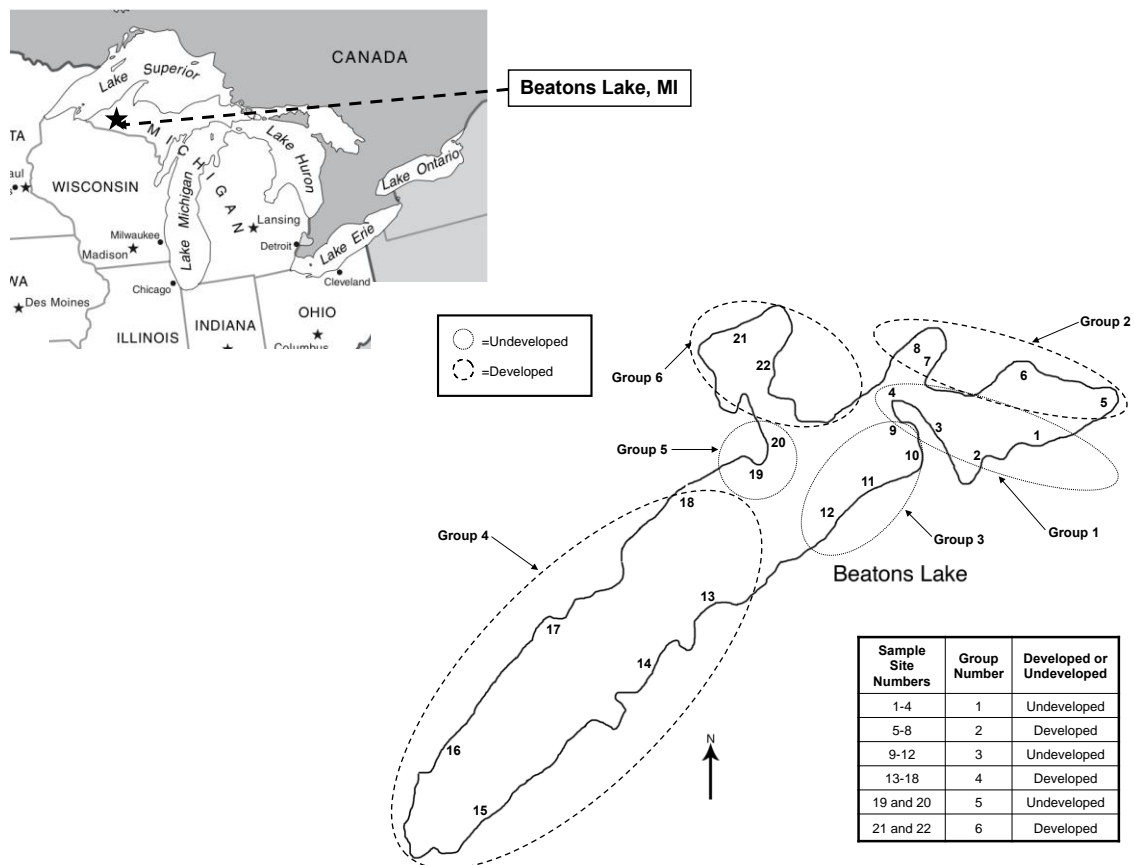 CANADA
Lake Superior
Beatons Lake, MI
MICHIGAN
Lake Huron
Lake Ontario
TA
aul
s
WISCONSIN
Lake Michigan
Lansing
Milwaukee
Madison
Detroit
Lake Erie
WA
Chicago
Cleveland
Des Moines
OHIO
INDIANA
ILLINOIS
Columbus
=Undeveloped
=Developed
Group 2
Group 6
21
22
8
7
6
5
4
3
1
2
9
10
11
12
Group 5
20
19
18
Group 1
Group 3
Group 4
Beatons Lake
13
17
14
16
15
N
Sample Site Numbers Group Number Developed or Undeveloped
1-4 1 Undeveloped
5-8 2 Developed
9-12 3 Undeveloped
13-18 4 Developed
19 and 20 5 Undeveloped
21 and 22 6 Developed